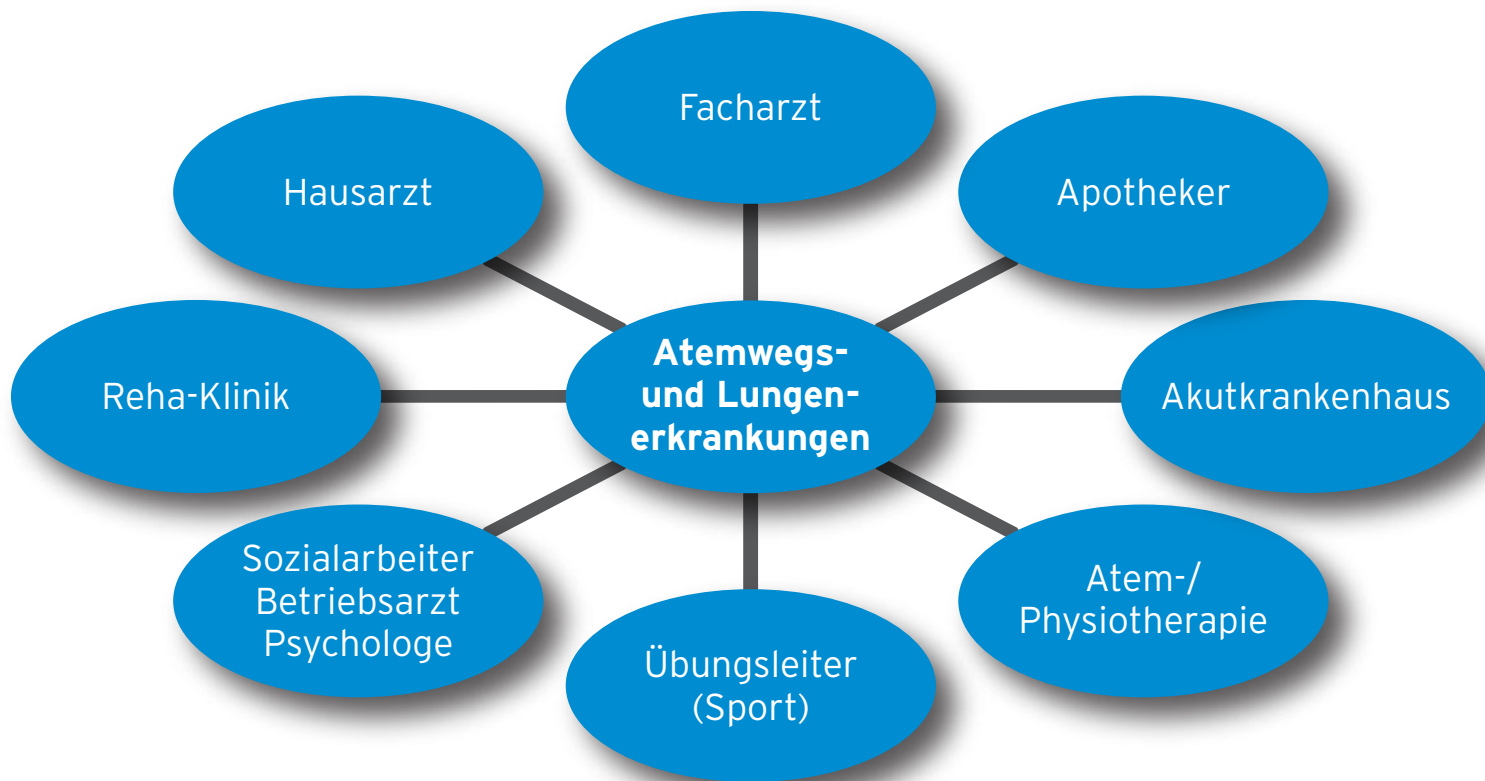 Facharzt
Hausarzt
Apotheker
Reha-Klinik
Atemwegs-
und Lungen-
erkrankungen
Akutkrankenhaus
Sozialarbeiter
Betriebsarzt
Psychologe
Atem-/
Physiotherapie
Übungsleiter
(Sport)